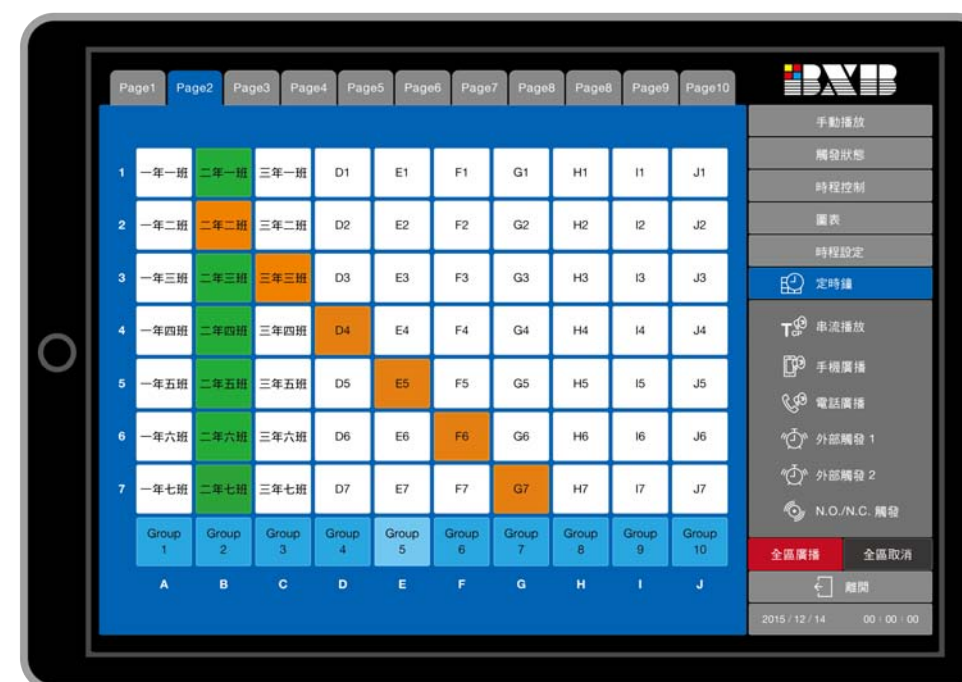 Page1 Page2 Page3 Page4 Page5 Page6 Page7 Page8 Page8 Page9 Page10
1 一年一班 二年一班 三年一班 D1 E1 F1 G1 H1 I1 J1
2 一年二班 二年二班 三年二班 D2 E2 F2 G2 H2 I2 J2
3 一年三班 二年三班 三年三班 D3 E3 F3 G3 H3 I3 J3
4 一年四班 二年四班 三年四班 D4 E4 F4 G4 H4 I4 J4
5 一年五班 二年五班 三年五班 D5 E5 F5 G5 H5 I5 J5
6 一年六班 二年六班 三年六班 D6 E6 F6 G6 H6 I6 J6
7 一年七班 二年七班 三年七班 D7 E7 F7 G7 H7 I7 J7
Group 1 Group 2 Group 3 Group 4 Group 5 Group 6 Group 7 Group 8 Group 9 Group 10
A B C D E F G H I J
BXB
手動播放
觸發狀態
時程控制
圖表
時程設定
定時鐘
TCP 串流播放
手機廣播
電話廣播
外部觸發 1
外部觸發 2
N.O./N.C. 觸發
全區廣播 全區取消
離開
2015 / 12 / 14 00 : 00 : 00